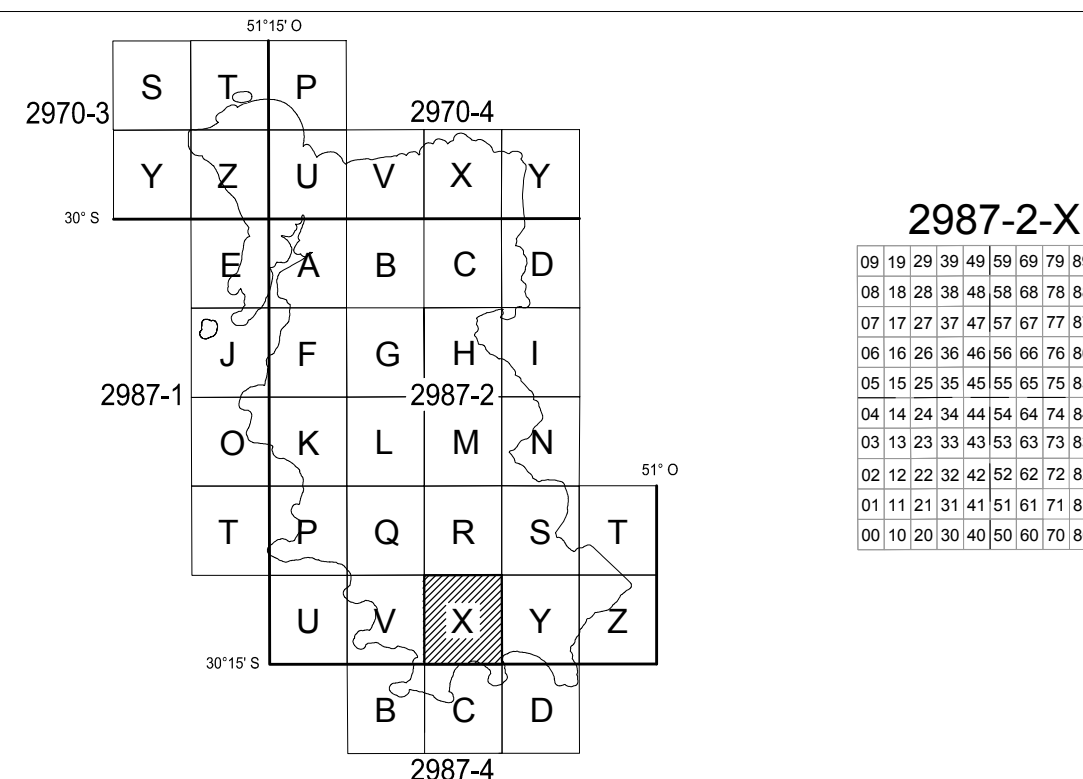 51°15' O
S T P
2970-3 2970-4
Y Z U V X Y
30° S
E A B C D
J F G H I
2987-1 2987-2
O K L M N
51° O
T P Q R S T
U V X Y Z
30°15' S
B C D
2987-4
2987-2-X
09 19 29 39 49 59 69 79
08 18 28 38 48 58 68 78
07 17 27 37 47 57 67 77
06 16 26 36 46 56 66 76
05 15 25 35 45 55 65 75
04 14 24 34 44 54 64 74
03 13 23 33 43 53 63 73
02 12 22 32 42 52 62 72
01 11 21 31 41 51 61 71
00 10 20 30 40 50 60 70